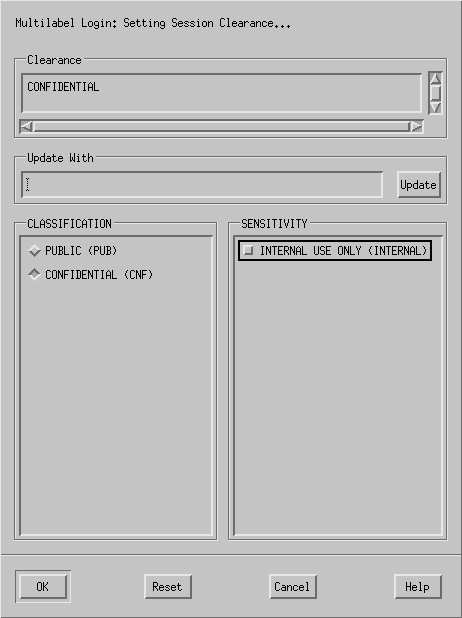 Multilabel Login: Setting Session Clearance...
Clearance
CONFIDENTIAL
Update With
Update
CLASSIFICATION
PUBLIC (PUB)
CONFIDENTIAL (CNF)
SENSITIVITY
INTERNAL USE ONLY (INTERNAL)
OK
Reset
Cancel
Help